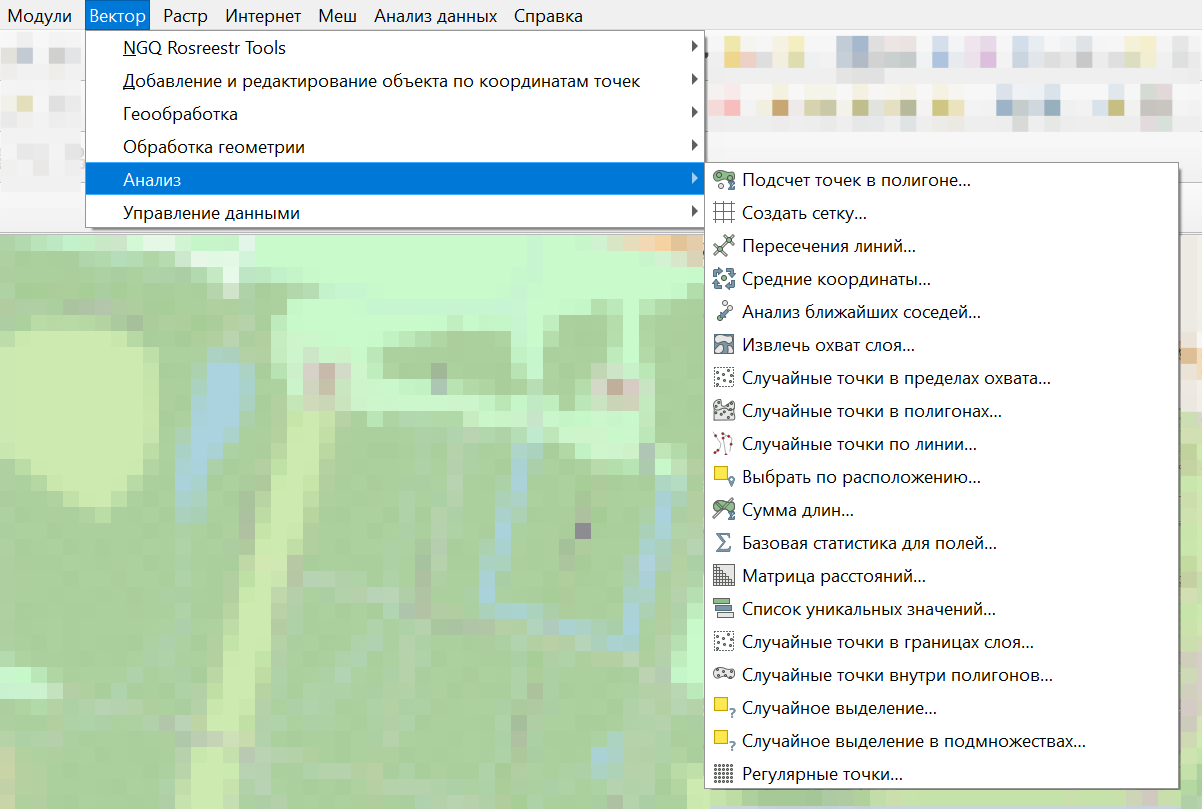 Модули Вектор Растр Интернет Меш Анализ данных Справка
NGQ Rosreestr Tools
Добавление и редактирование объекта по координатам точек
Геообработка
Обработка геометрии
Анализ
Управление данными
Подсчет точек в полигоне...
Создать сетку...
Пересечения линий...
Средние координаты...
Анализ ближайших соседей...
Извлечь охват слоя...
Случайные точки в пределах охвата...
Случайные точки в полигонах...
Случайные точки по линии...
Выбрать по расположению...
Сумма длин...
Базовая статистика для полей...
Матрица расстояний...
Список уникальных значений...
Случайные точки в границах слоя...
Случайные точки внутри полигонов...
Случайное выделение...
Случайное выделение в подмножествах...
Регулярные точки...